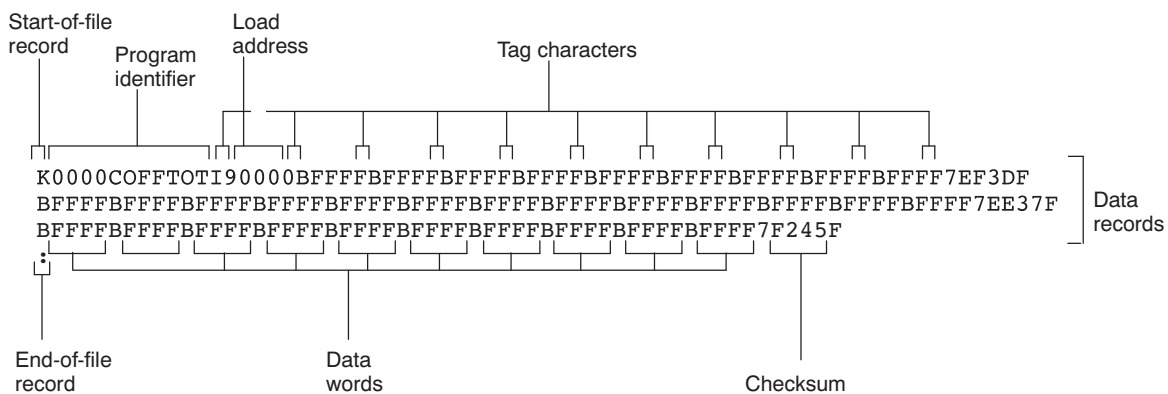 Start-of-file
record
Program
identifier
Load
address
Tag characters
K0000COFFTOTI90000BFFFFBFFFFBFFFFBFFFFBFFFFBFFFFBFFFFBFFFFBFFFF7EF3DF
BFFFFBFFFFBFFFFBFFFFBFFFFBFFFFBFFFFBFFFFBFFFFBFFFFBFFFFBFFFFBFFFF7EE37F
BFFFFBFFFFBFFFFBFFFFBFFFFBFFFFBFFFFBFFFFBFFFFBFFFF7F245F
:
Data
records
End-of-file
record
Data
words
Checksum